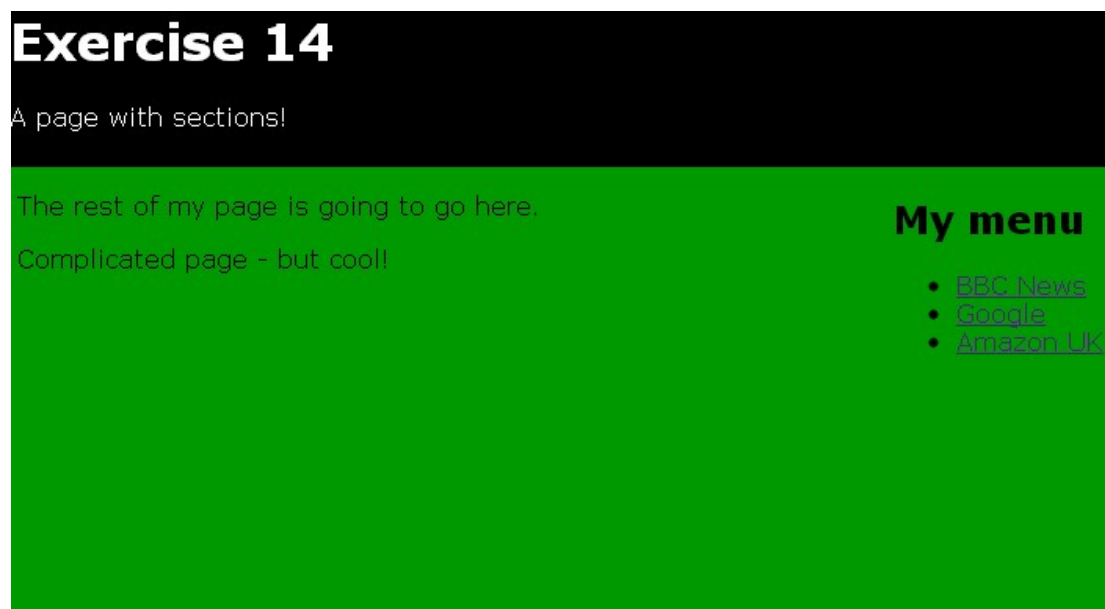 Exercise 14
A page with sections!
The rest of my page is going to go here.
Complicated page - but cool!
My menu
BBC News
Google
Amazon UK